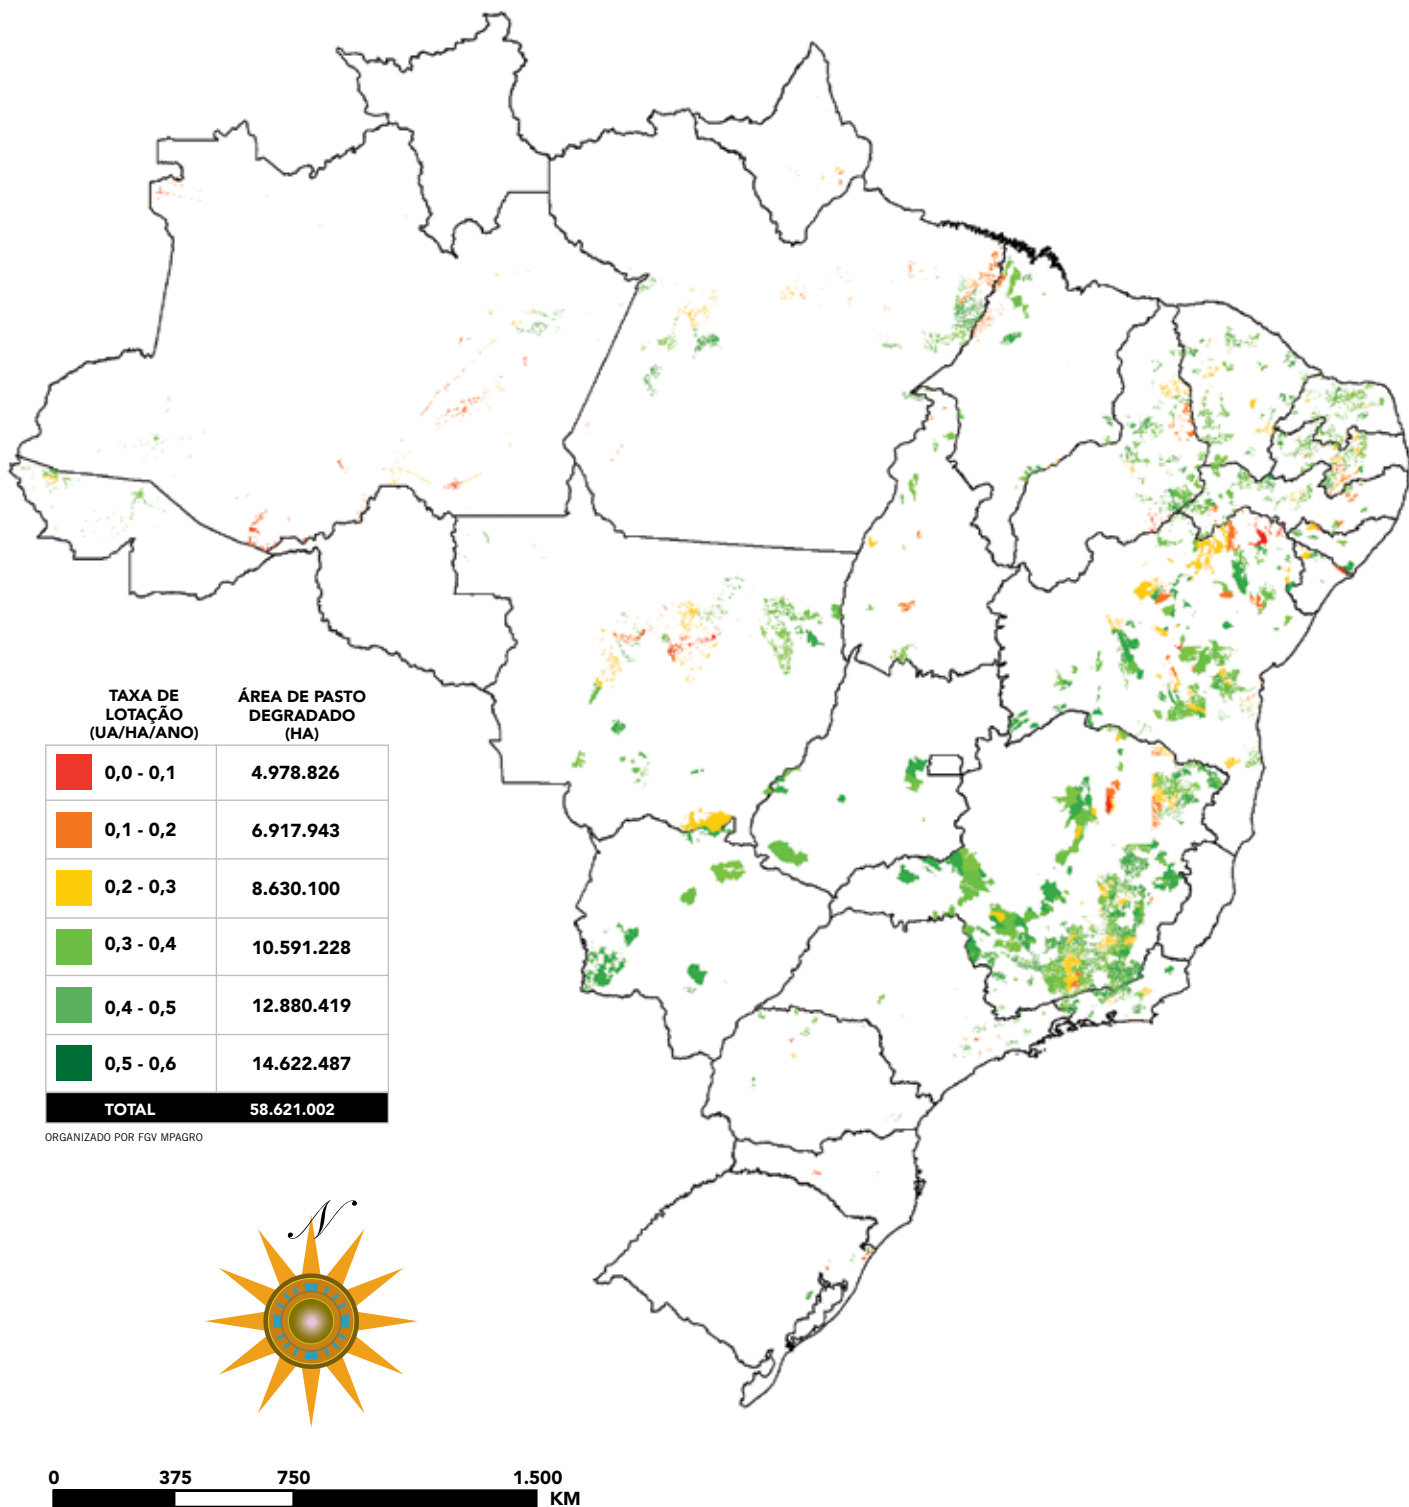 TAXA DE
LOTAÇÃO
(UA/HA/ANO)
ÁREA DE PASTO
DEGRADADO
(HA)
0,0 - 0,1 4.978.826
0,1 - 0,2 6.917.943
0,2 - 0,3 8.630.100
0,3 - 0,4 10.591.228
0,4 - 0,5 12.880.419
0,5 - 0,6 14.622.487
TOTAL 58.621.002
ORGANIZADO POR FGV MPAGRO
N
0 375 750 1.500
KM